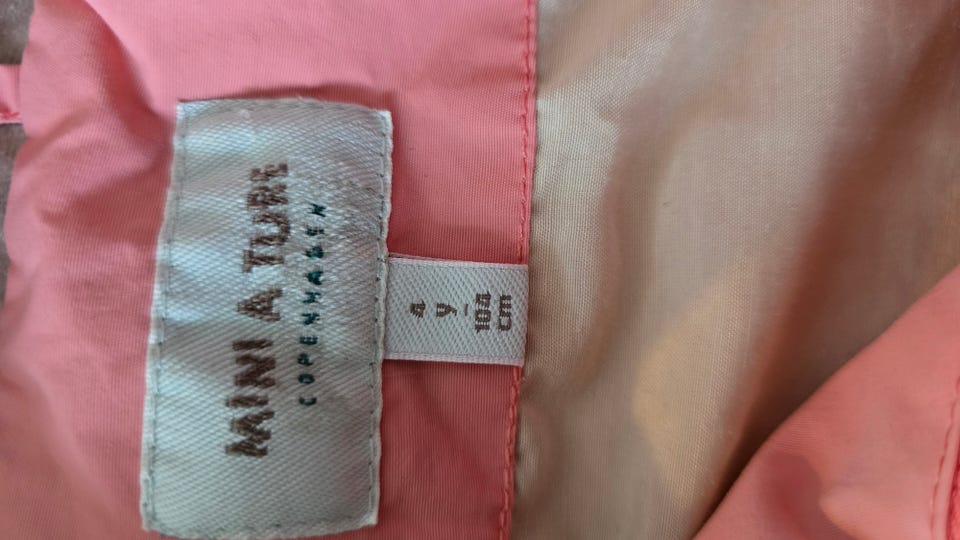 MINI A TURE
COPENHAGEN
4
y
104
cm